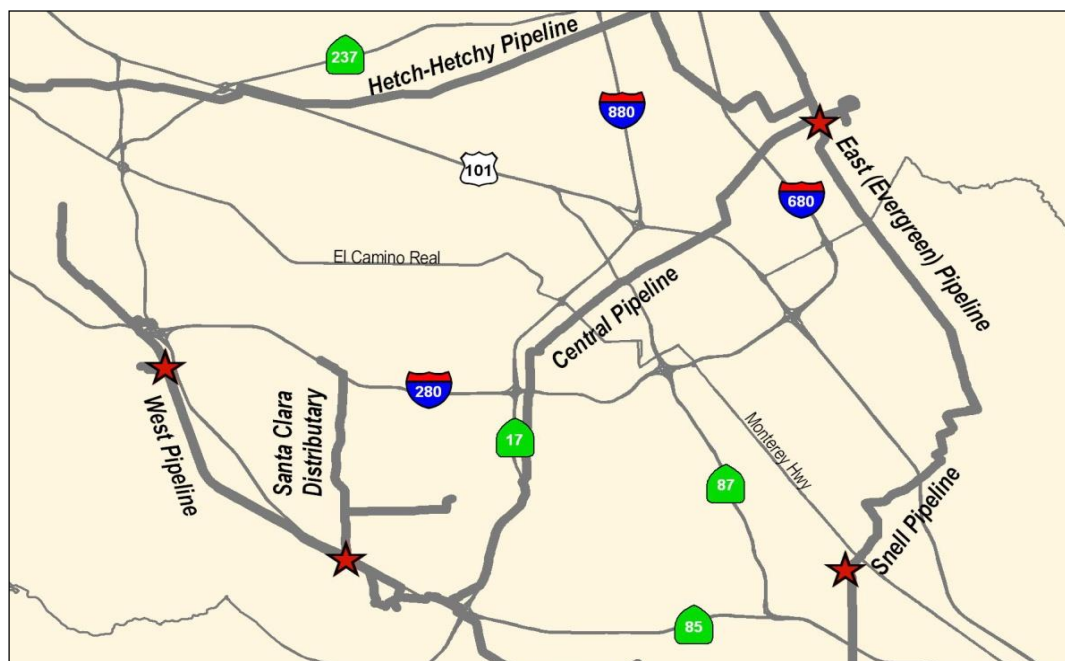 237
Hetch-Hetchy Pipeline
880
101
680
East (Evergreen) Pipeline
El Camino Real
Central Pipeline
280
West Pipeline
Santa Clara
Distributary
17
Monterey Hwy
87
Snell Pipeline
85